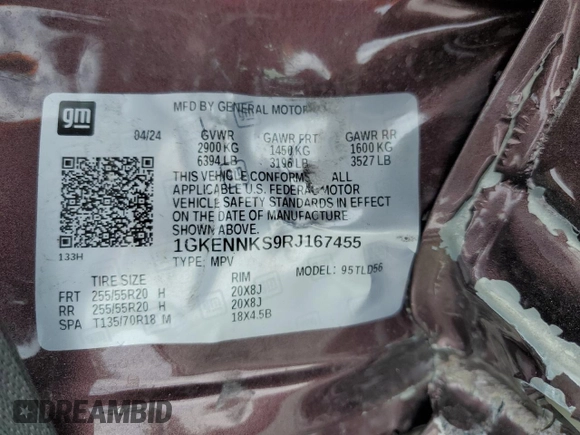 gm
MFD BY GENERAL MOTORS
04/24 GVWR GAWR FRT GAWR RR
2900 KG 1450 KG 1600 KG
6394 LB 3196 LB 3527 LB
THIS VEHICLE CONFORMS ALL
APPLICABLE U.S. FEDERAL MOTOR
VEHICLE SAFETY STANDARDS IN EFFECT
ON THE DATE OF MANUFACTURE
SHOWN ABOVE.
1GKENNKS9RJ167455
133H
TYPE: MPV MODEL: 95TLD56
TIRE SIZE RIM
FRT 255/55R20 H 20X8J
RR 255/55R20 H 20X8J
SPA T135/70R18 M 18X4.5B
DREAMBID